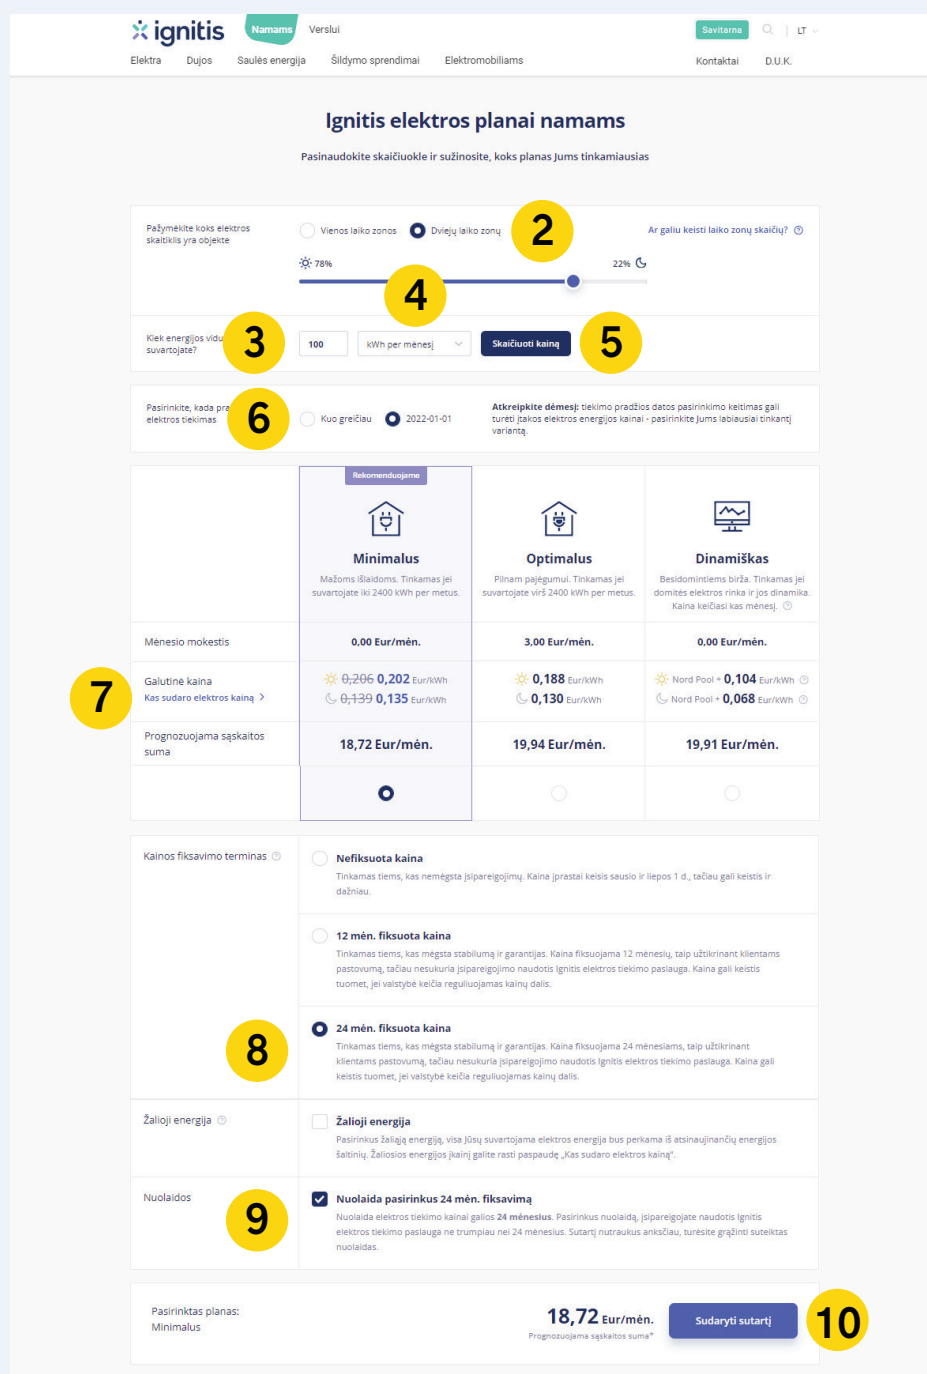 ignitis
Namams
Verslui
Savitarna
LT
Elektra
Dujos
Saulės energija
Šildymo sprendimai
Elektromobiliams
Kontaktai
D.U.K.
Ignitis elektros planai namams
Pasinaudokite skaičiuokle ir sužinosite, koks planas Jums tinkamiausias
Pažymėkite koks elektros
skaitiklis yra objekte
Vienos laiko zonos
Dviejų laiko zonų
2
Ar galiu keisti laiko zonų skaičių?
78%
22%
4
Kiek energijos vidu
suvartojate?
3
100
kWh per mėnesį
Skaičiuoti kainą
5
Pasirinkite, kada pra
elektros tiekimas
6
Kuo greičiau
2022-01-01
Atkreipkite dėmesį: tiekimo pradžios datos pasirinkimo keitimas gali
turėti įtakos elektros energijos kainai - pasirinkite Jums labiausiai tinkantį
variantą.
Rekomenduojame
Minimalus
Mažoms išlaidoms. Tinkamas jei
suvartojate iki 2400 kWh per metus.
Optimalus
Pilnam pajėgumui. Tinkamas jei
suvartojate virš 2400 kWh per metus.
Dinamiškas
Besidomintiems birža. Tinkamas jei
domitės elektros rinka ir jos dinamika.
Kaina keičiasi kas mėnesį.
Mėnesio mokestis
0,00 Eur/mėn.
3,00 Eur/mėn.
0,00 Eur/mėn.
7
Galutinė kaina
Kas sudaro elektros kainą >
0,206 0,202 Eur/kWh
0,139 0,135 Eur/kWh
0,188 Eur/kWh
0,130 Eur/kWh
Nord Pool + 0,104 Eur/kWh
Nord Pool + 0,068 Eur/kWh
Prognozuojama sąskaitos
suma
18,72 Eur/mėn.
19,94 Eur/mėn.
19,91 Eur/mėn.
Kainos fiksavimo terminas
Nefiksuota kaina
Tinkamas tiems, kas nemėgsta įsipareigojimų. Kaina įprastai keisis sausio ir liepos 1 d., tačiau gali keistis ir
dažniau.
12 mėn. fiksuota kaina
Tinkamas tiems, kas mėgsta stabilumą ir garantijas. Kaina fiksuojama 12 mėnesių, taip užtikrinant klientams
pastovumą, tačiau nesukuria įsipareigojimo naudotis Ignitis elektros tiekimo paslauga. Kaina gali keistis
tuomet, jei valstybė keičia reguliuojamas kainų dalis.
8
24 mėn. fiksuota kaina
Tinkamas tiems, kas mėgsta stabilumą ir garantijas. Kaina fiksuojama 24 mėnesiams, taip užtikrinant
klientams pastovumą, tačiau nesukuria įsipareigojimo naudotis Ignitis elektros tiekimo paslauga. Kaina gali
keistis tuomet, jei valstybė keičia reguliuojamas kainų dalis.
Žalioji energija
Žalioji energija
Pasirinkus žaliąją energiją, visa Jūsų suvartojama elektros energija bus perkama iš atsinaujinančių energijos
šaltinių. Žaliosios energijos įkainį galite rasti paspaudę „Kas sudaro elektros kainą“.
Nuolaidos
9
Nuolaida pasirinkus 24 mėn. fiksavimą
Nuolaida elektros tiekimo kainai galios 24 mėnesius. Pasirinkus nuolaidą, įsipareigojate naudotis Ignitis
elektros tiekimo paslauga ne trumpiau nei 24 mėnesius. Sutartį nutraukus anksčiau, turėsite grąžinti suteiktas
nuolaidas.
Pasirinktas planas:
Minimalus
18,72 Eur/mėn.
Prognozuojama sąskaitos suma*
Sudaryti sutartį
10